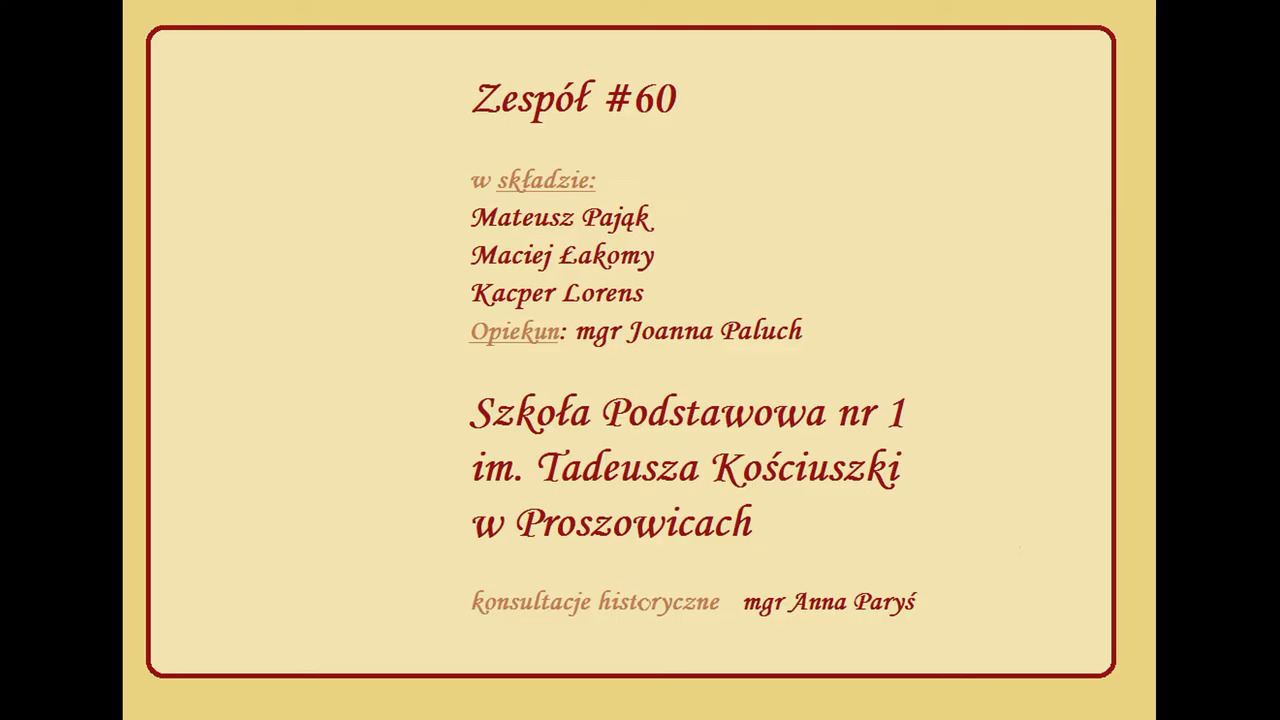 Zespół #60
w składzie:
Mateusz Pająk
Maciej Łakomy
Kacper Lorens
Opiekun: mgr Joanna Paluch
Szkoła Podstawowa nr 1
im. Tadeusza Kościuszki
w Proszowicach
konsultacje historyczne mgr Anna Paryś